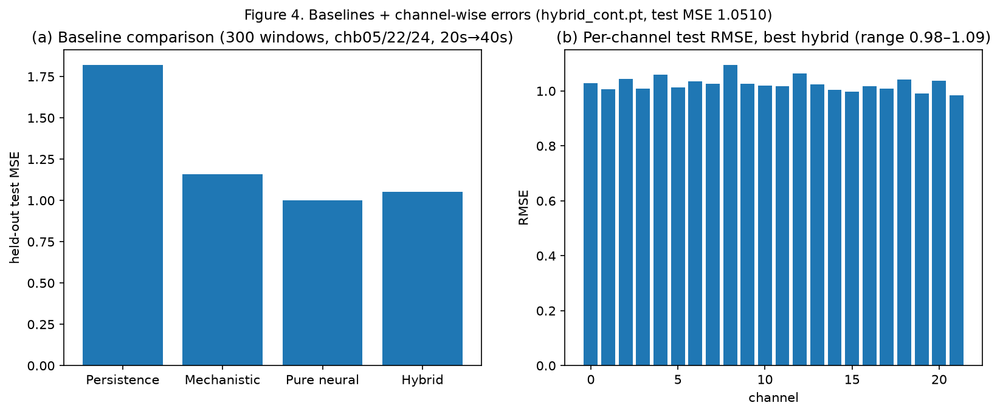 Figure 4. Baselines + channel-wise errors (hybrid_cont.pt, test MSE 1.0510)
(a) Baseline comparison (300 windows, chb05/22/24, 20s→40s)
held-out test MSE
1.75
1.50
1.25
1.00
0.75
0.50
0.25
0.00
Persistence Mechanistic Pure neural Hybrid
(b) Per-channel test RMSE, best hybrid (range 0.98–1.09)
RMSE
1.0
0.8
0.6
0.4
0.2
0.0
0 5 10 15 20
channel